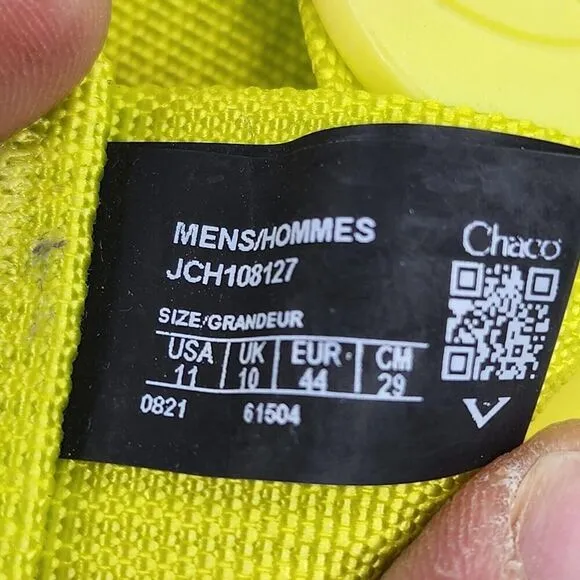 MENS/HOMMES
JCH108127
Chaco
SIZE/GRANDEUR
USA UK EUR CM
11 10 44 29
0821 61504